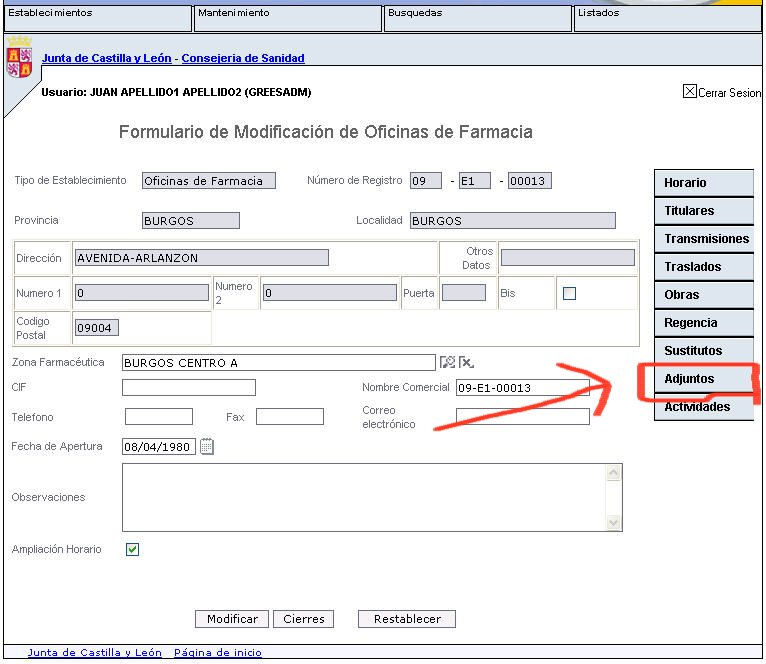 Establecimientos Mantenimiento Busquedas Listados
Junta de Castilla y León - Consejeria de Sanidad
Usuario: JUAN APELLIDO1 APELLIDO2 (GREESADM) Cerrar Sesion
Formulario de Modificación de Oficinas de Farmacia
Tipo de Establecimiento Oficinas de Farmacia Número de Registro 09 - E1 - 00013
Provincia BURGOS Localidad BURGOS
Dirección AVENIDA-ARLANZON Otros Datos
Numero 1 0 Numero 2 0 Puerta Bis
Codigo Postal 09004
Zona Farmacéutica BURGOS CENTRO A
CIF Nombre Comercial 09-E1-00013
Telefono Fax Correo electrónico
Fecha de Apertura 08/04/1980
Observaciones
Ampliación Horario
Horario
Titulares
Transmisiones
Traslados
Obras
Regencia
Sustitutos
Adjuntos
Actividades
Modificar Cierres Restablecer
Junta de Castilla y León Página de inicio